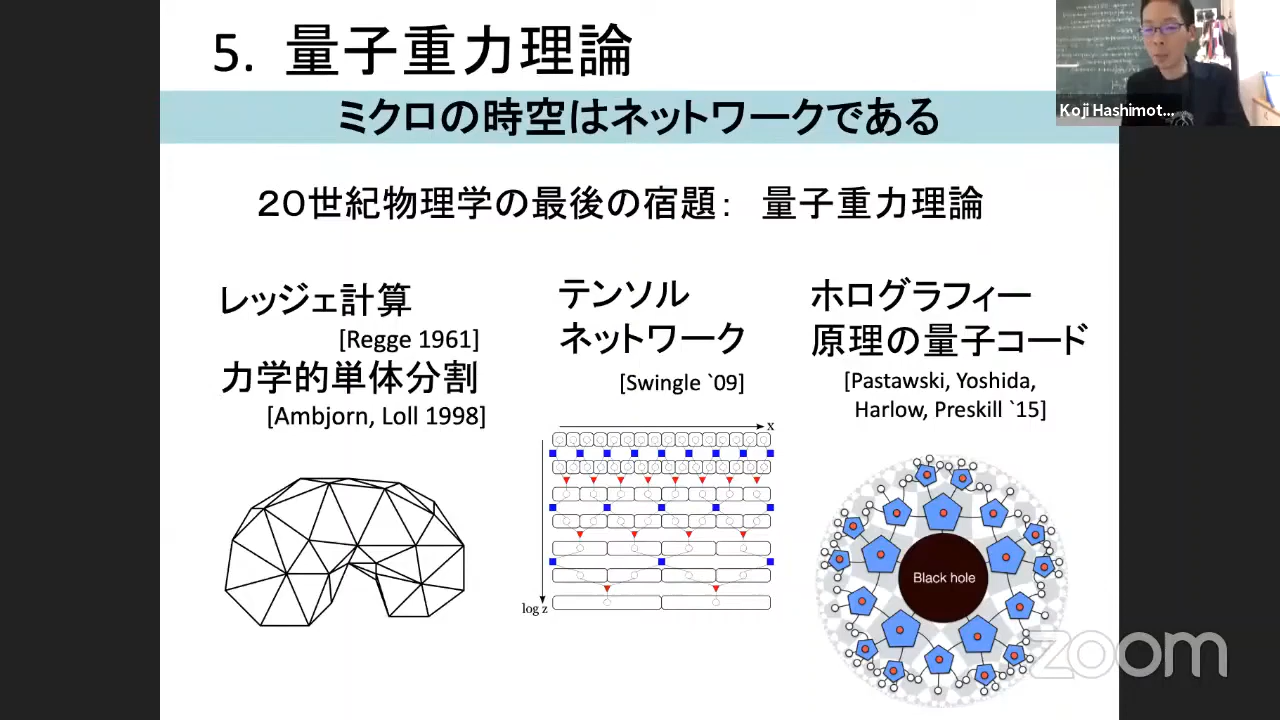 5. 量子重力理論
ミクロの時空はネットワークである
20世紀物理学の最後の宿題： 量子重力理論
レッジェ計算
[Regge 1961]
力学的単体分割
[Ambjorn, Loll 1998]
テンソル
ネットワーク
[Swingle `09]
x
log z
ホログラフィー
原理の量子コード
[Pastawski, Yoshida,
Harlow, Preskill `15]
Black hole
Koji Hashimot...
zoom